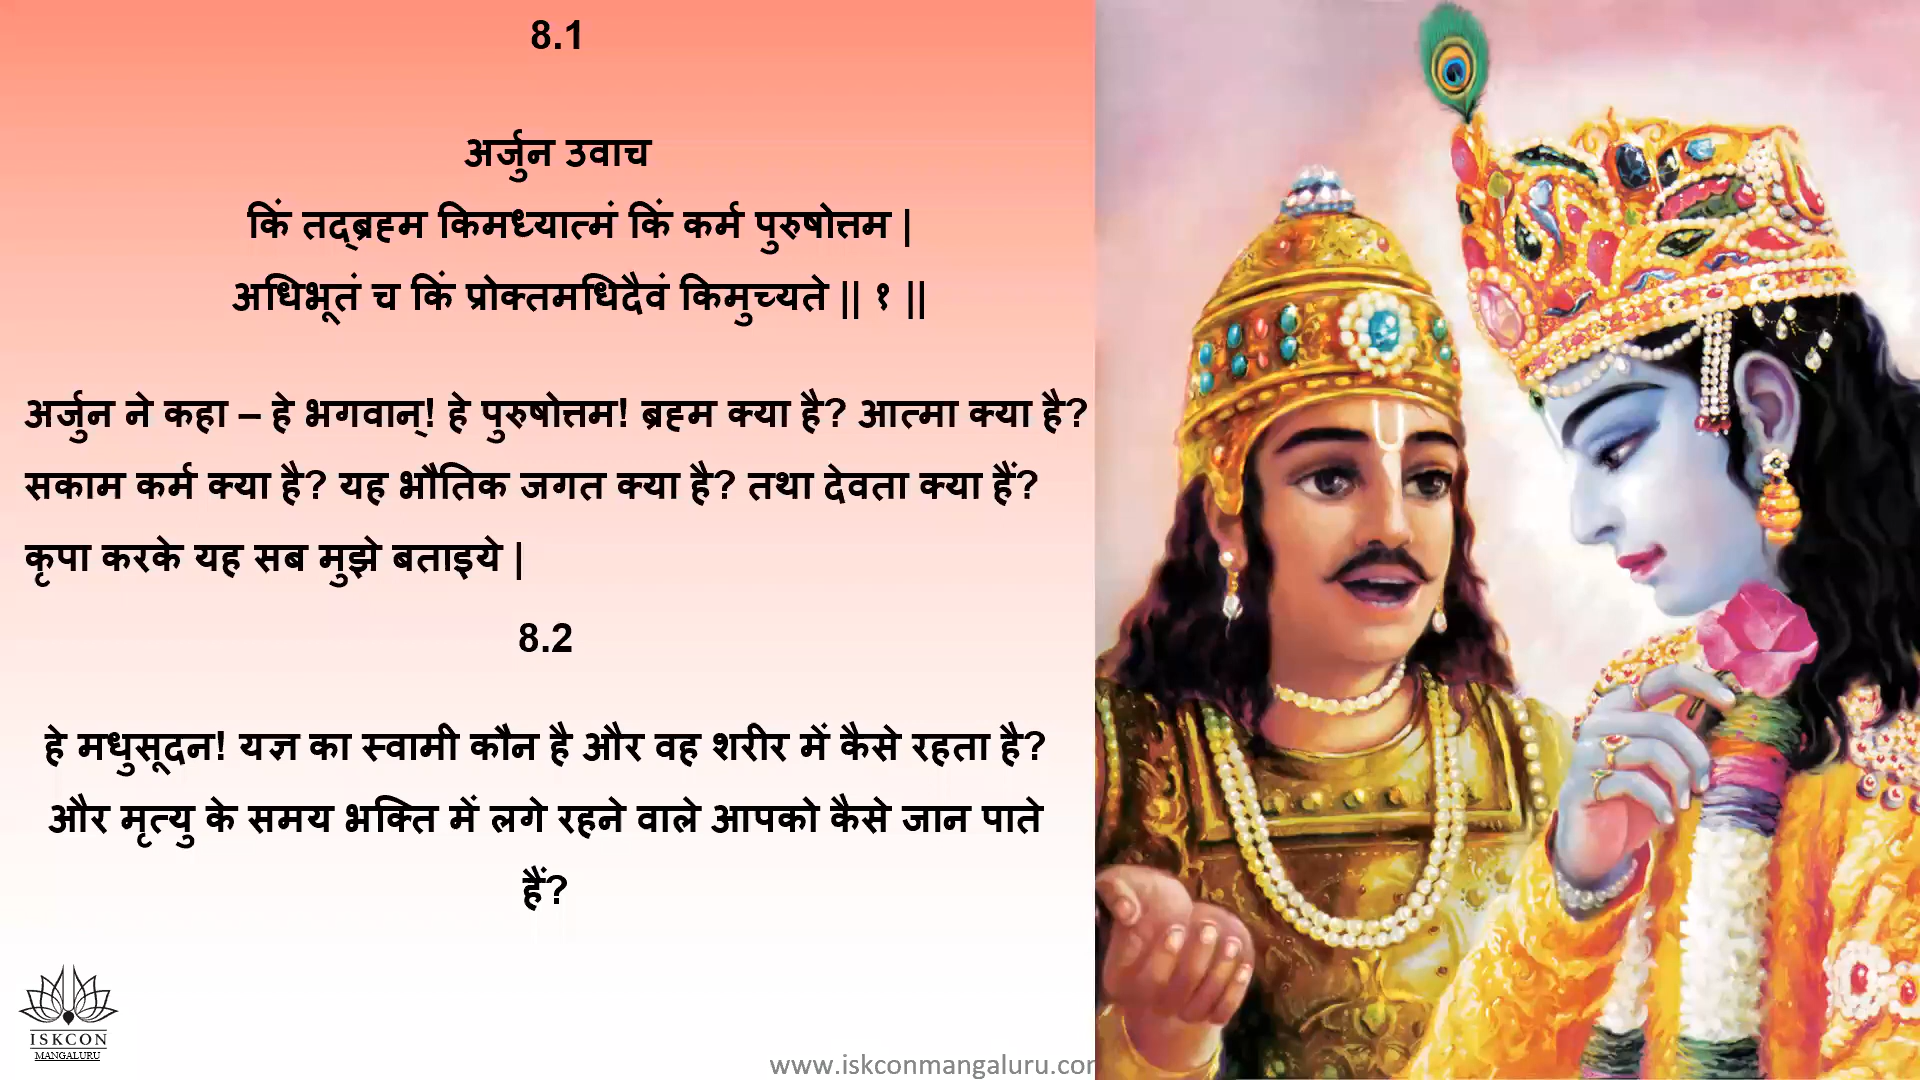 8.1
अर्जुन उवाच
किं तद्ब्रह्म किमध्यात्मं किं कर्म पुरुषोत्तम |
अधिभूतं च किं प्रोक्तमधिदैवं किमुच्यते || १ ||
अर्जुन ने कहा – हे भगवान्! हे पुरुषोत्तम! ब्रह्म क्या है? आत्मा क्या है?
सकाम कर्म क्या है? यह भौतिक जगत क्या है? तथा देवता क्या हैं?
कृपा करके यह सब मुझे बताइये |
8.2
हे मधुसूदन! यज्ञ का स्वामी कौन है और वह शरीर में कैसे रहता है?
और मृत्यु के समय भक्ति में लगे रहने वाले आपको कैसे जान पाते
हैं?
ISKCON
MANGALURU
www.iskconmangaluru.cor